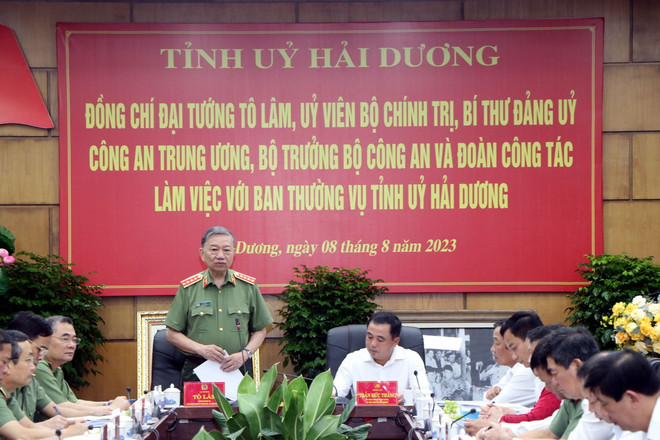 TỈNH UỶ HẢI DƯƠNG
ĐỒNG CHÍ ĐẠI TƯỚNG TÔ LÂM, UỶ VIÊN BỘ CHÍNH TRỊ, BÍ THƯ ĐẢNG UỶ
CÔNG AN TRUNG ƯƠNG, BỘ TRƯỞNG BỘ CÔNG AN VÀ ĐOÀN CÔNG TÁC
LÀM VIỆC VỚI BAN THƯỜNG VỤ TỈNH UỶ HẢI DƯƠNG
Dương, ngày 08 tháng 8 năm 2023
TÔ LÂM
TRẦN ĐỨC THẮNG